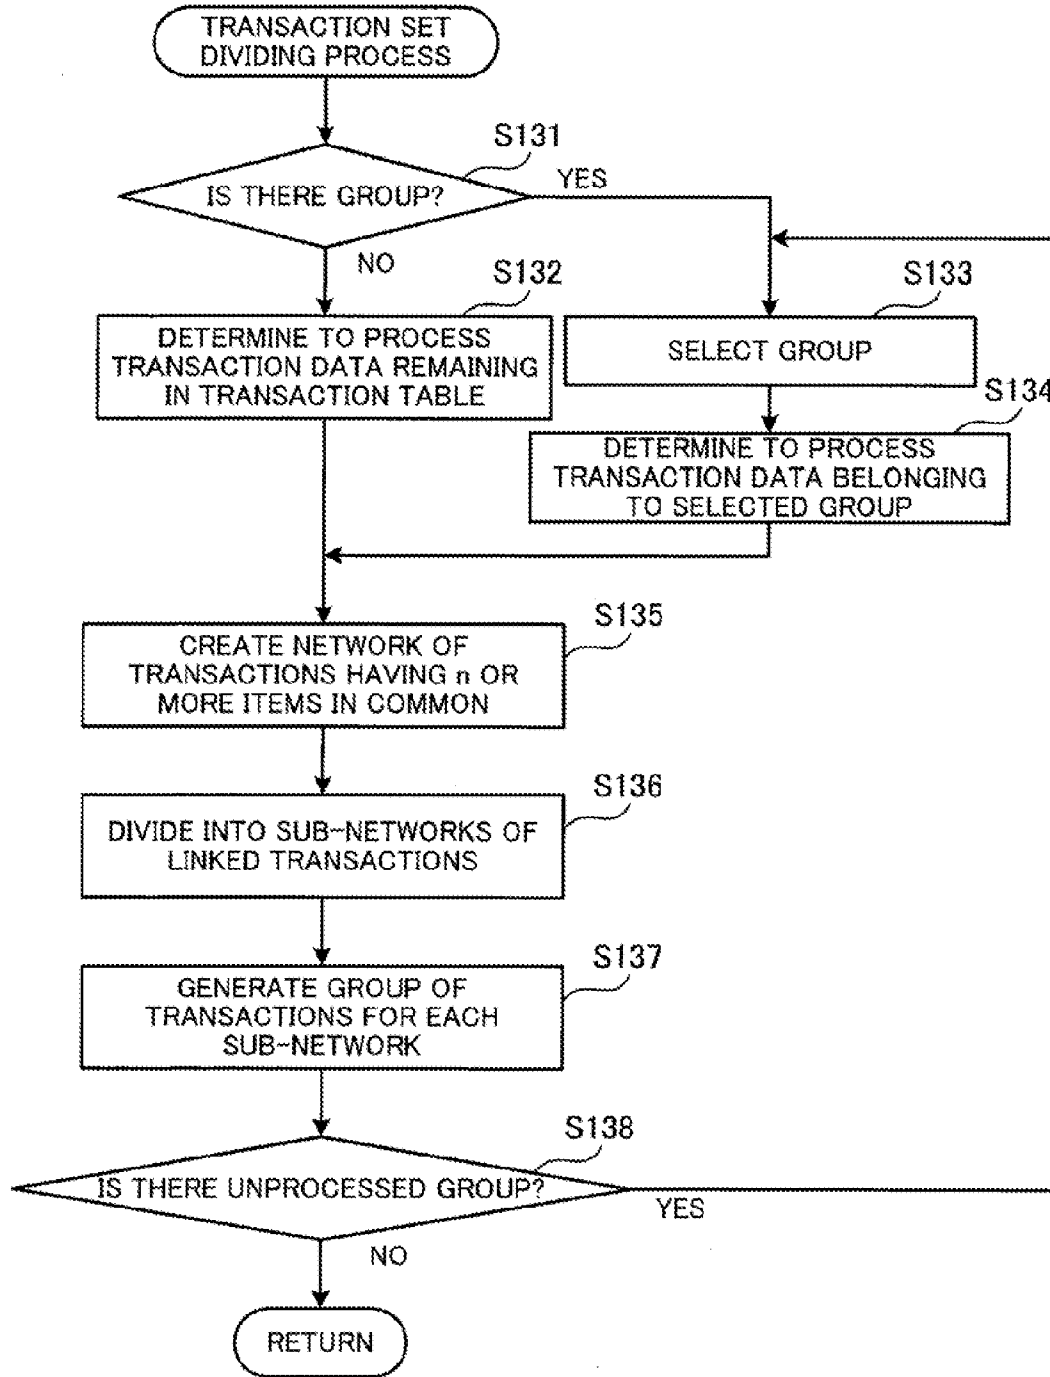 TRANSACTION SET
DIVIDING PROCESS
S131
IS THERE GROUP?
YES
NO
S132
DETERMINE TO PROCESS
TRANSACTION DATA REMAINING
IN TRANSACTION TABLE
S133
SELECT GROUP
S134
DETERMINE TO PROCESS
TRANSACTION DATA BELONGING
TO SELECTED GROUP
S135
CREATE NETWORK OF
TRANSACTIONS HAVING n OR
MORE ITEMS IN COMMON
S136
DIVIDE INTO SUB-NETWORKS OF
LINKED TRANSACTIONS
S137
GENERATE GROUP OF
TRANSACTIONS FOR EACH
SUB-NETWORK
S138
IS THERE UNPROCESSED GROUP?
YES
NO
RETURN